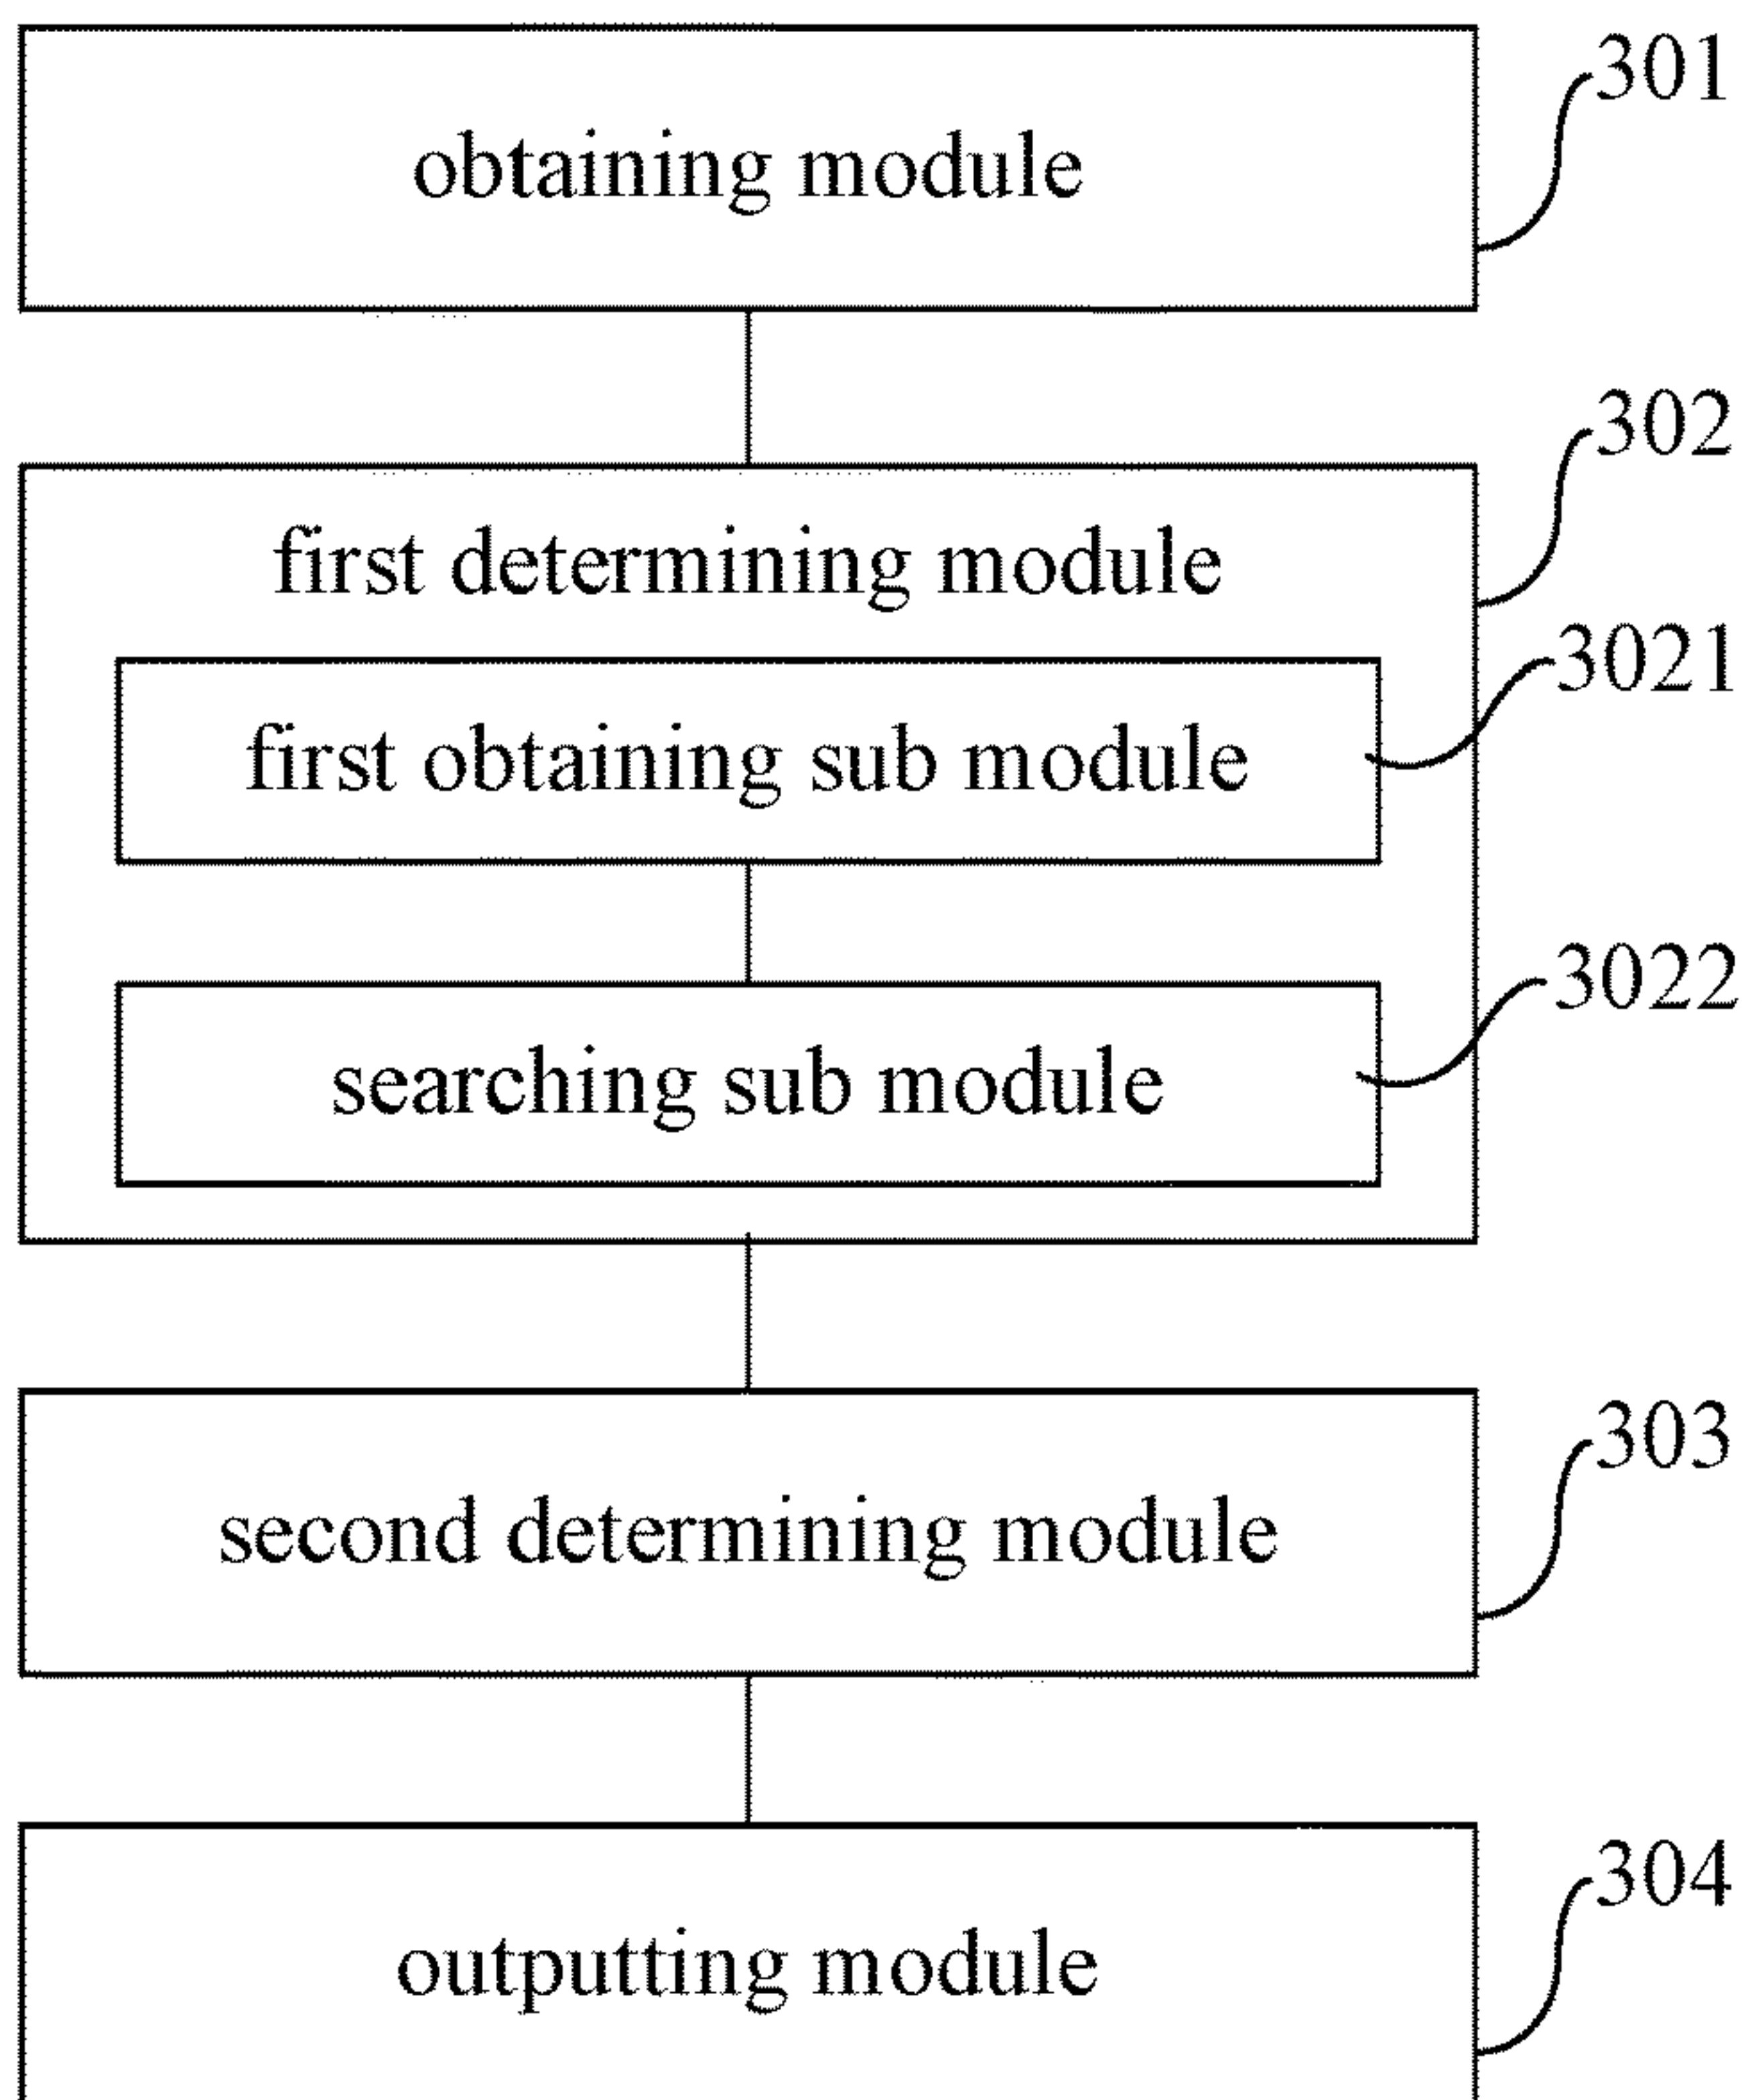 301
obtaining module
302
first determining module
3021
first obtaining sub module
3022
searching sub module
303
second determining module
304
outputting module